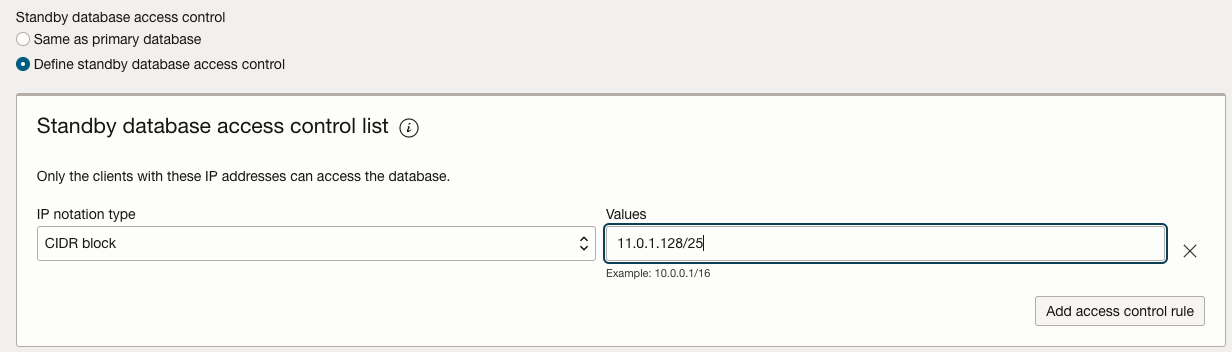 Standby database access control
Same as primary database
Define standby database access control
Standby database access control list i
Only the clients with these IP addresses can access the database.
IP notation type
Values
CIDR block
11.0.1.128/25
Example: 10.0.0.1/16
Add access control rule